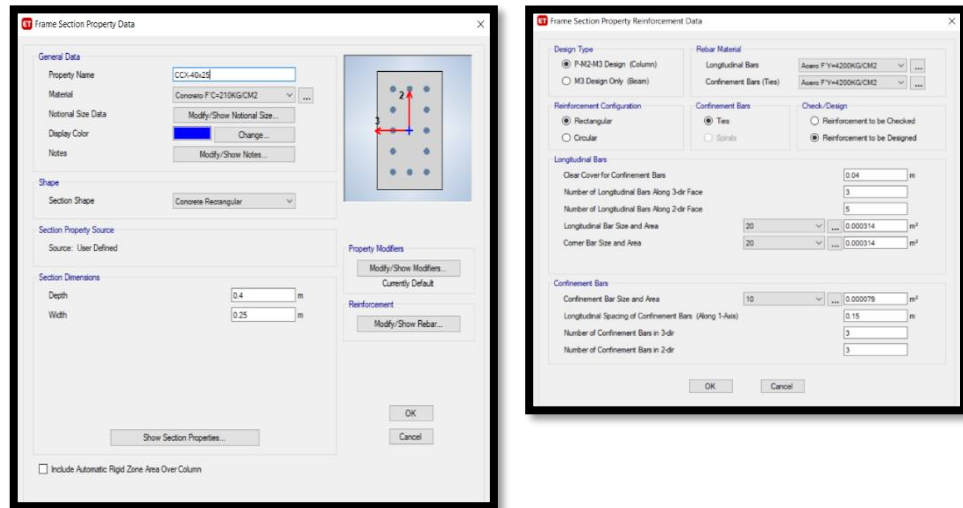 ET Frame Section Property Data
General Data
Property Name CCX-40x25
Material Concreto F'C=210KG/CM2 ...
Notional Size Data Modify/Show Notional Size...
Display Color Change...
Notes Modify/Show Notes...
2
3
Shape
Section Shape Concrete Rectangular
Section Property Source
Source: User Defined
Property Modifiers
Modify/Show Modifiers...
Currently Default
Section Dimensions
Depth 0.4 m
Width 0.25 m
Reinforcement
Modify/Show Rebar...
OK
Show Section Properties... Cancel
Include Automatic Rigid Zone Area Over Column
ET Frame Section Property Reinforcement Data
Design Type
P-M2-M3 Design (Column)
M3 Design Only (Beam)
Rebar Material
Longitudinal Bars Acero F'Y=4200KG/CM2 ...
Confinement Bars (Ties) Acero F'Y=4200KG/CM2 ...
Reinforcement Configuration
Rectangular
Circular
Confinement Bars
Ties
Spirals
Check/Design
Reinforcement to be Checked
Reinforcement to be Designed
Longitudinal Bars
Clear Cover for Confinement Bars 0.04 m
Number of Longitudinal Bars Along 3-dir Face 3
Number of Longitudinal Bars Along 2-dir Face 5
Longitudinal Bar Size and Area 20 ... 0.000314 m²
Corner Bar Size and Area 20 ... 0.000314 m²
Confinement Bars
Confinement Bar Size and Area 10 ... 0.000079 m²
Longitudinal Spacing of Confinement Bars (Along 1-Axis) 0.15 m
Number of Confinement Bars in 3-dir 3
Number of Confinement Bars in 2-dir 3
OK Cancel